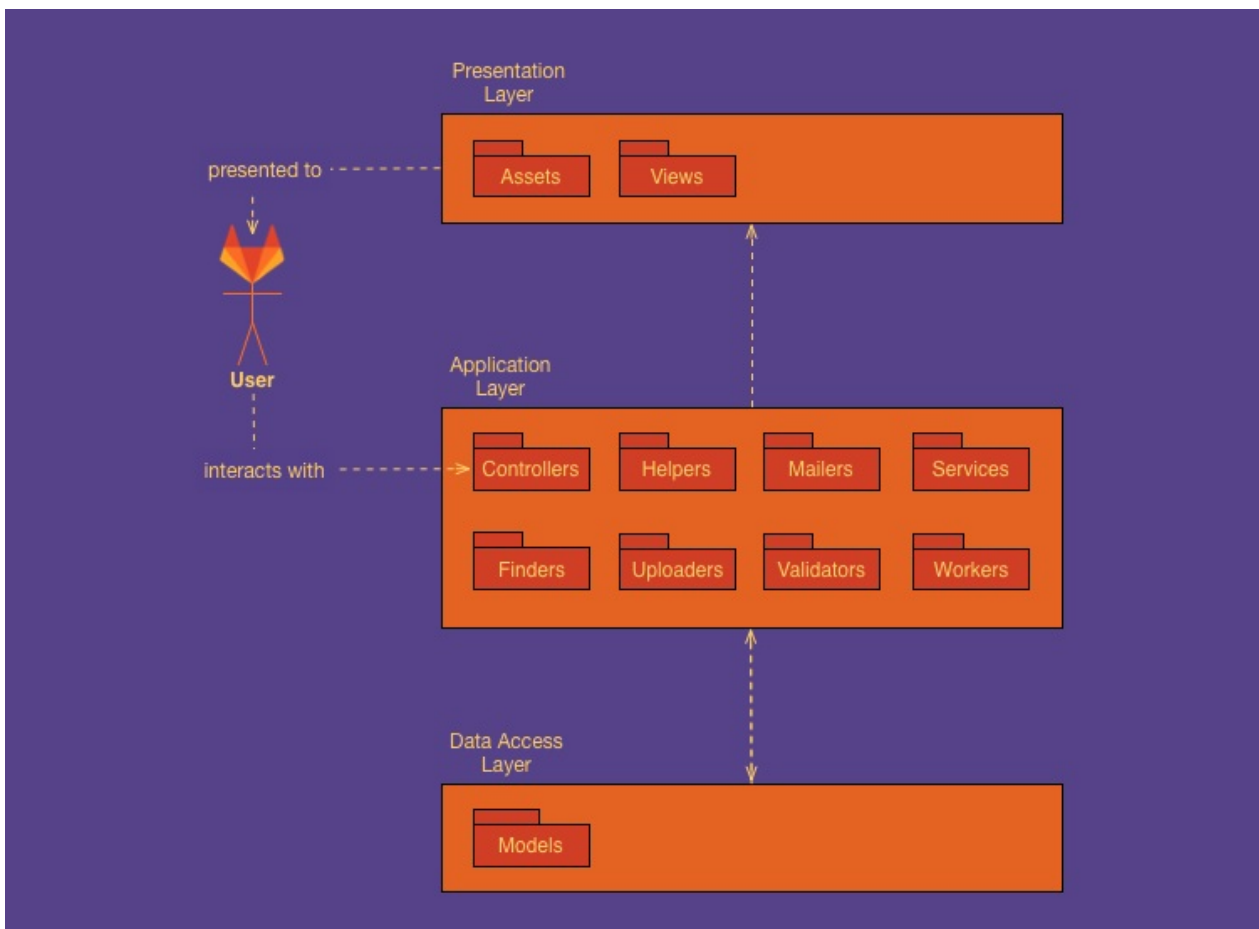 Presentation
Layer
Assets
Views
presented to
User
interacts with
Application
Layer
Controllers
Helpers
Mailers
Services
Finders
Uploaders
Validators
Workers
Data Access
Layer
Models